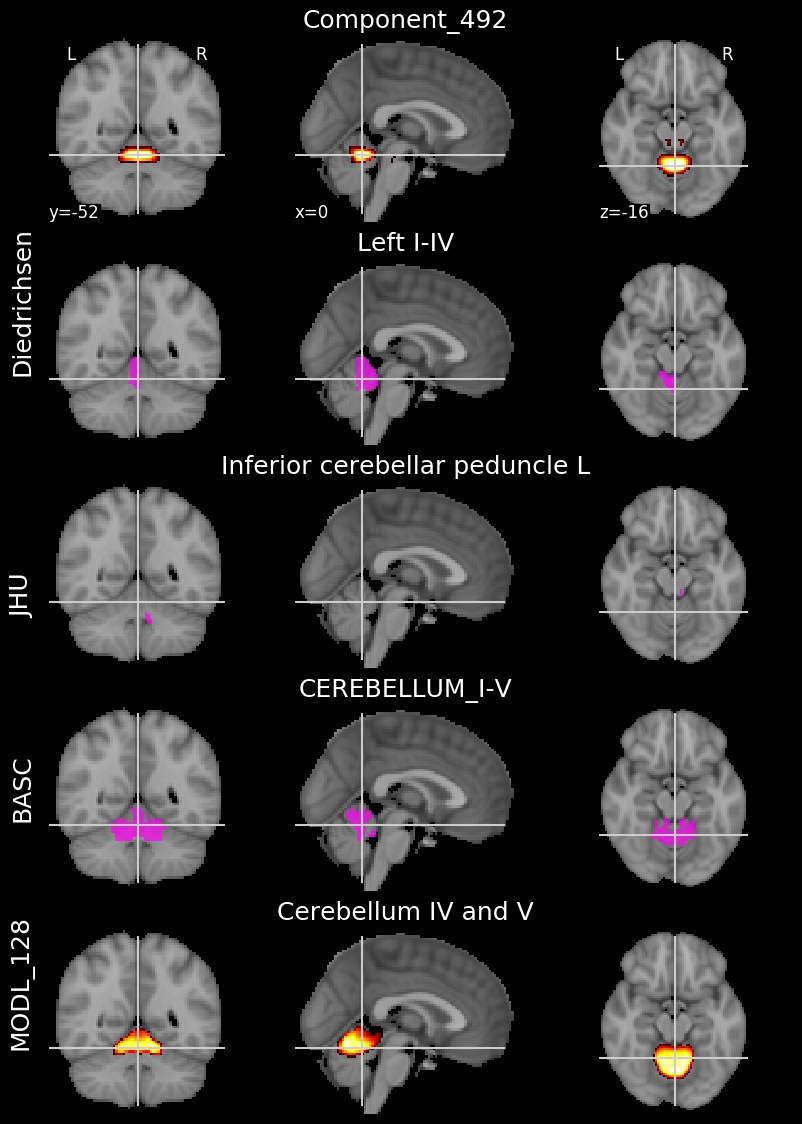 Component_492
L
R
L
R
y=-52
x=0
z=-16
Diedrichsen
Left I-IV
JHU
Inferior cerebellar peduncle L
BASC
CEREBELLUM_I-V
MODL_128
Cerebellum IV and V